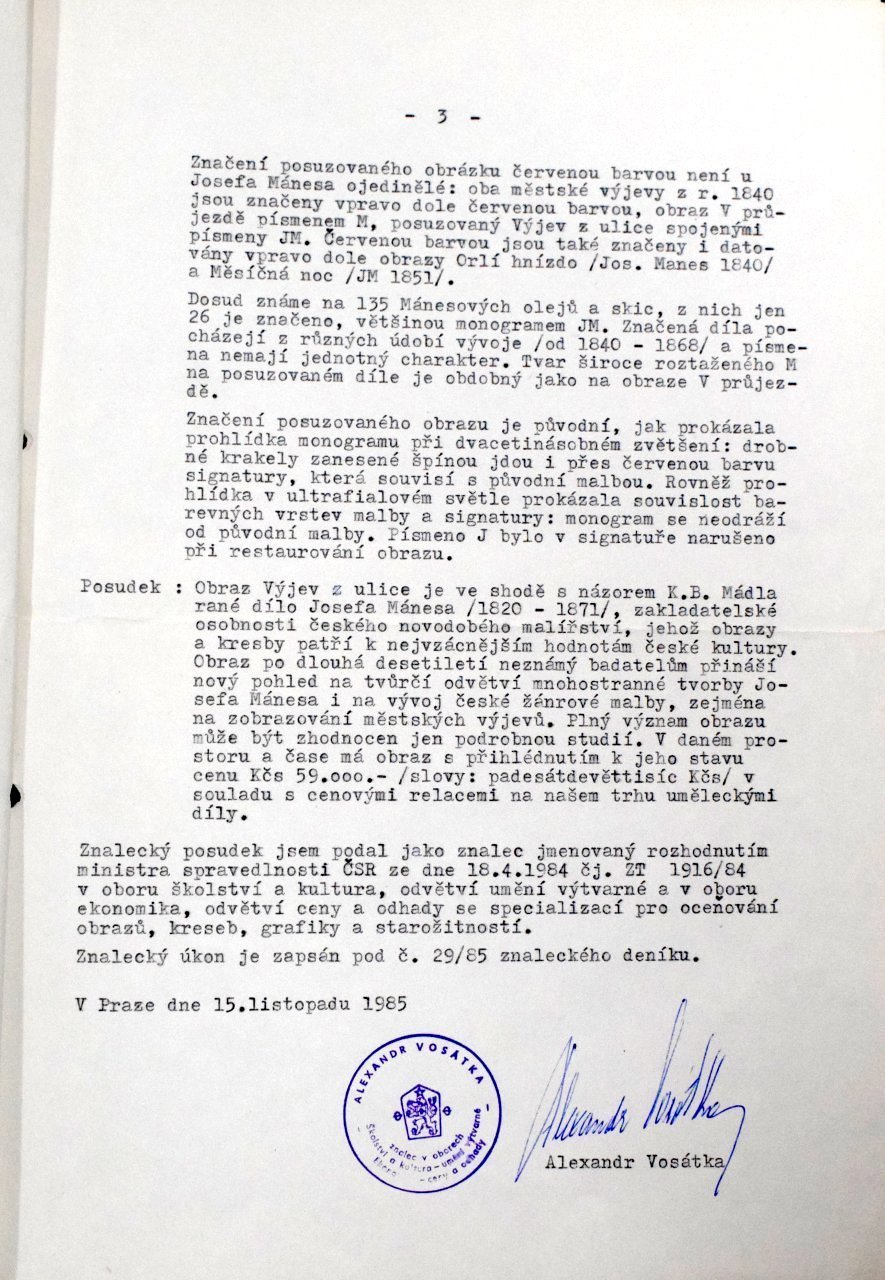 - 3 -
Značení posuzovaného obrázku červenou barvou není u
Josefa Mánesa ojedinělé: oba městské výjevy z r. 1840
jsou značeny vpravo dole červenou barvou, obraz V prů-
jezdě písmenem M, posuzovaný Výjev z ulice spojenými
písmeny JM. Červenou barvou jsou také značeny i dato-
vány vpravo dole obrazy Orlí hnízdo /Jos. Manes 1840/
a Měsíčná noc /JM 1851/.
Dosud známe na 135 Mánesových olejů a skic, z nich jen
26 je značeno, většinou monogramem JM. Značená díla po-
cházejí z různých údobí vývoje /od 1840 - 1868/ a písme-
na nemají jednotný charakter. Tvar široce roztaženého M
na posuzovaném díle je obdobný jako na obraze V průjez-
dě.
Značení posuzovaného obrazu je původní, jak prokázala
prohlídka monogramu při dvacetinásobném zvětšení: drob-
né krakely zanesené špínou jdou i přes červenou barvu
signatury, která souvisí s původní malbou. Rovněž pro-
hlídka v ultrafialovém světle prokázala souvislost ba-
revných vrstev malby a signatury: monogram se neodráží
od původní malby. Písmeno J bylo v signatuře narušeno
při restaurování obrazu.
Posudek : Obraz Výjev z ulice je ve shodě s názorem K.B. Mádla
rané dílo Josefa Mánesa /1820 - 1871/, zakladatelské
osobnosti českého novodobého malířství, jehož obrazy
a kresby patří k nejvzácnějším hodnotám české kultury.
Obraz po dlouhá desetiletí neznámý badatelům přináší
nový pohled na tvůrčí odvětví mnohostranné tvorby Jo-
sefa Mánesa i na vývoj české žánrové malby, zejména
na zobrazování městských výjevů. Plný význam obrazu
může být zhodnocen jen podrobnou studií. V daném pro-
storu a čase má obraz s přihlédnutím k jeho stavu
cenu Kčs 59.000.- /slovy: padesátdevěttisíc Kčs/ v
souladu s cenovými relacemi na našem trhu uměleckými
díly.
Znalecký posudek jsem podal jako znalec jmenovaný rozhodnutím
ministra spravedlnosti ČSR ze dne 18.4.1984 čj. ZT 1916/84
v oboru školství a kultura, odvětví umění výtvarné a v oboru
ekonomika, odvětví ceny a odhady se specializací pro oceňování
obrazů, kreseb, grafiky a starožitností.
Znalecký úkon je zapsán pod č. 29/85 znaleckého deníku.
V Praze dne 15.listopadu 1985
ALEXANDR VOSÁTKA
znalec v oborech
Školství a kultura - umění výtvarné
- ceny a odhady
Alexandr Vosátka
Alexandr Vosátka